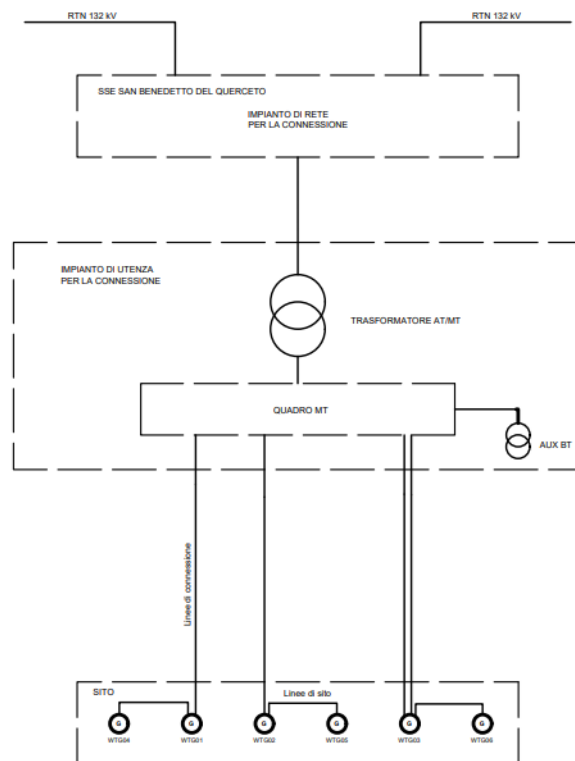 RTN 132 kV
RTN 132 kV
SSE SAN BENEDETTO DEL QUERCETO
IMPIANTO DI RETE
PER LA CONNESSIONE
IMPIANTO DI UTENZA
PER LA CONNESSIONE
TRASFORMATORE AT/MT
QUADRO MT
AUX BT
Linee di connessione
SITO
Linee di sito
G
G
G
G
G
G
WTG04
WTG01
WTG02
WTG05
WTG03
WTG06